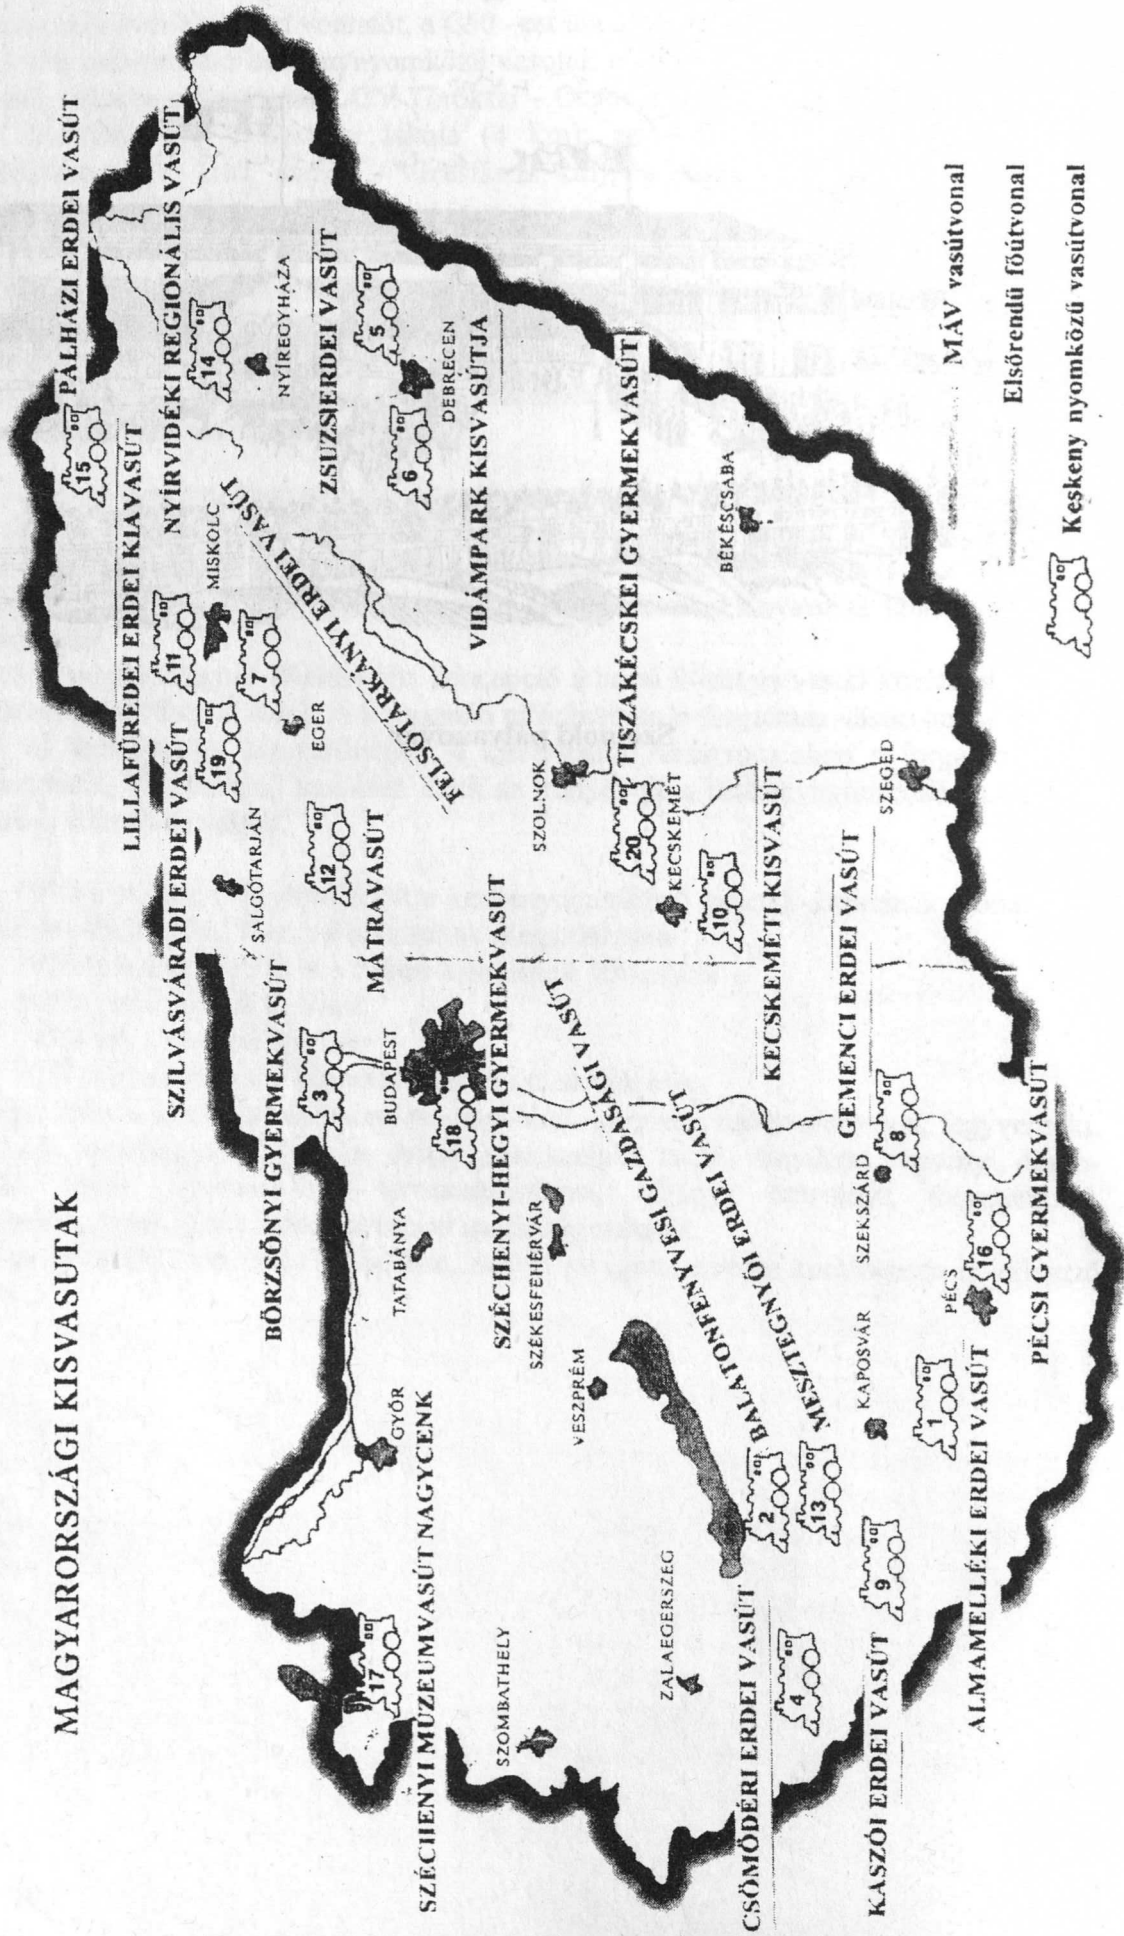 MAGYARORSZÁGI KISVASUTAK
PÁLHÁZI ERDEI VASÚT
15
LILLAFÜREDI ERDEI KIAVASÚT
NYÍRVIDÉKI REGIONÁLIS VASÚT
14
NYÍREGYHÁZA
11
MISKOLC
SZILVÁSVÁRADI ERDEI VASÚT
19
7
EGER
ZSUZSI ERDEI VASÚT
5
DEBRECEN
6
VIDÁMPARK KISVASÚTJA
FELSŐTÁRKÁNYI ERDEI VASÚT
SALGÓTARJÁN
12
MÁTRAVASÚT
BÖRZSÖNYI GYERMEKVASÚT
3
BUDAPEST
18
SZÉCHENYI-HEGYI GYERMEKVASÚT
TATABÁNYA
GYŐR
17
SZÉCHENYI MÚZEUMVASÚT NAGYCENK
SZOMBATHELY
SZÉKESFEHÉRVÁR
VESZPRÉM
SZOLNOK
TISZAKÉCSKEI GYERMEKVASÚT
20
KECSKEMÉT
10
KECSKEMÉTI KISVASÚT
BÉKÉSCSABA
SZEGED
BALATONFENYVESI GAZDASÁGI VASÚT
2
MESZTEGNYŐI ERDEI VASÚT
13
ZALAEGERSZEG
CSÖMÖDÉRI ERDEI VASÚT
4
GEMENCI ERDEI VASÚT
8
SZEKSZÁRD
KAPOSVÁR
9
KASZÓI ERDEI VASÚT
1
ALMAMELLÉKI ERDEI VASÚT
PÉCS
16
PÉCSI GYERMEKVASÚT
MÁV vasútvonal
Elsőrendű főútvonal
Keskeny nyomközű vasútvonal